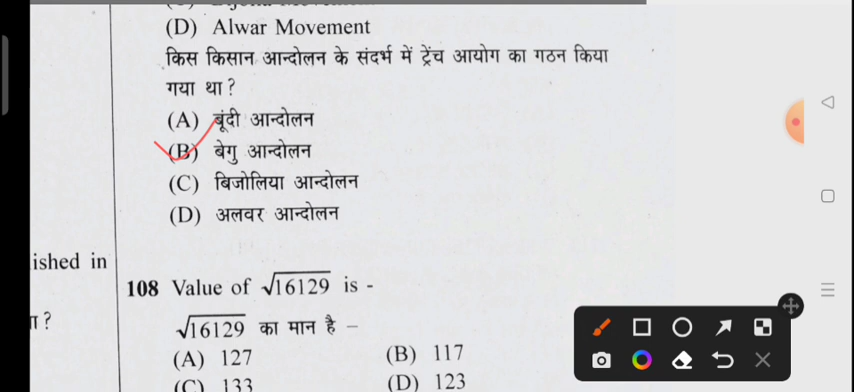 (D) Alwar Movement
किस किसान आन्दोलन के संदर्भ में ट्रेंच आयोग का गठन किया
गया था ?
(A) बूंदी आन्दोलन
(B) बेगु आन्दोलन
(C) बिजोलिया आन्दोलन
(D) अलवर आन्दोलन
ished in
108 Value of √16129 is -
ा ?
√16129 का मान है –
(A) 127 (B) 117
(C) 133 (D) 123